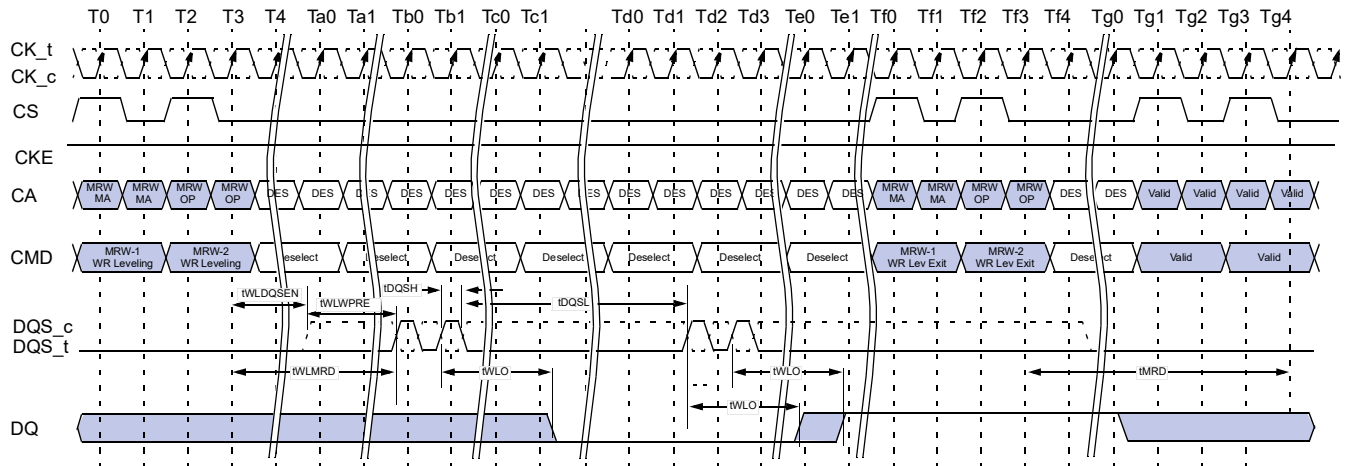 T0 T1 T2 T3 T4 Ta0 Ta1 Tb0 Tb1 Tc0 Tc1 Td0 Td1 Td2 Td3 Te0 Te1 Tf0 Tf1 Tf2 Tf3 Tf4 Tg0 Tg1 Tg2 Tg3 Tg4
CK_t
CK_c
CS
CKE
MRW MRW MRW MRW MRW MRW MRW MRW
CA DES DES DES DES DES DES DES DES DES DES DES DES DES DES DES DES Valid Valid Valid Valid
MA MA OP OP MA MA OP OP
MRW-1 MRW-2 MRW-1 MRW-2
CMD Deselect Deselect Deselect Deselect Deselect Deselect Deselect Deselect Valid Valid
WR Leveling WR Leveling WR Lev Exit WR Lev Exit
tWLDQSEN tDQSH
tWLWPRE tDQSL
DQS_c
DQS_t
tWLMRD tWLO tWLO tMRD
tWLO
DQ